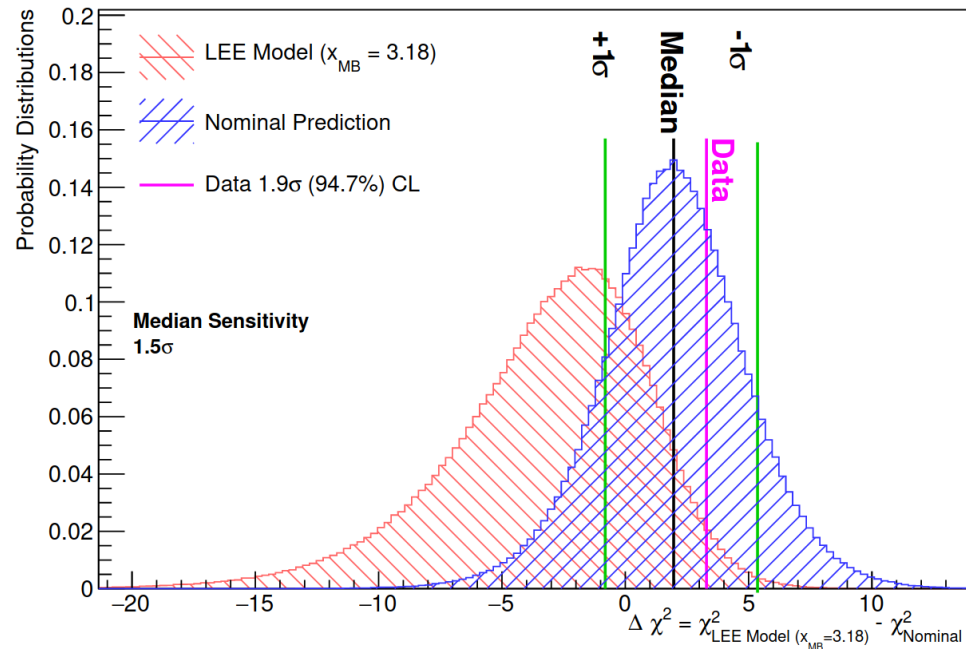 Probability Distributions
0.2
0.18
0.16
0.14
0.12
0.1
0.08
0.06
0.04
0.02
0
LEE Model (x_MB = 3.18)
Nominal Prediction
Data 1.9σ (94.7%) CL
Median Sensitivity
1.5σ
+1σ
Median
Data
-1σ
−20 −15 −10 −5 0 5 10
Δ χ² = χ²_LEE Model (x_MB=3.18) - χ²_Nominal